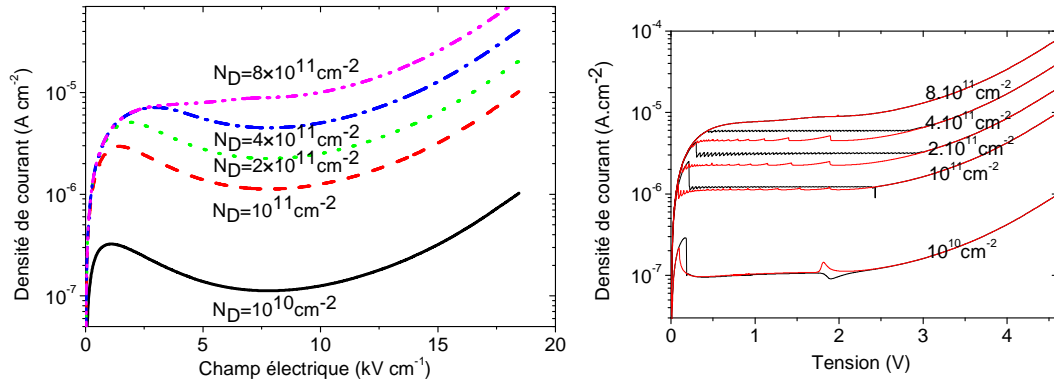 Densité de courant (A cm⁻²)
10⁻⁵
10⁻⁶
10⁻⁷
N_D=8×10¹¹cm⁻²
N_D=4×10¹¹cm⁻²
N_D=2×10¹¹cm⁻²
N_D=10¹¹cm⁻²
N_D=10¹⁰cm⁻²
0 5 10 15 20
Champ électrique (kV cm⁻¹)
Densité de courant (A.cm⁻²)
10⁻⁴
10⁻⁵
10⁻⁶
10⁻⁷
8.10¹¹cm⁻²
4.10¹¹cm⁻²
2.10¹¹cm⁻²
10¹¹cm⁻²
10¹⁰cm⁻²
0 1 2 3 4
Tension (V)